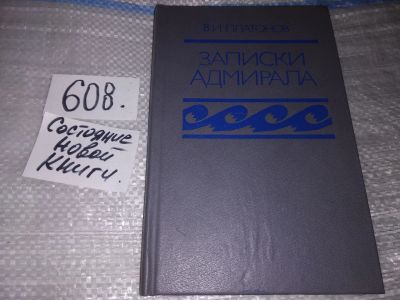 В.И.ПЛАТОНОВ
ЗАПИСКИ
АДМИРАЛА
608.
Состояние
новой
книги.